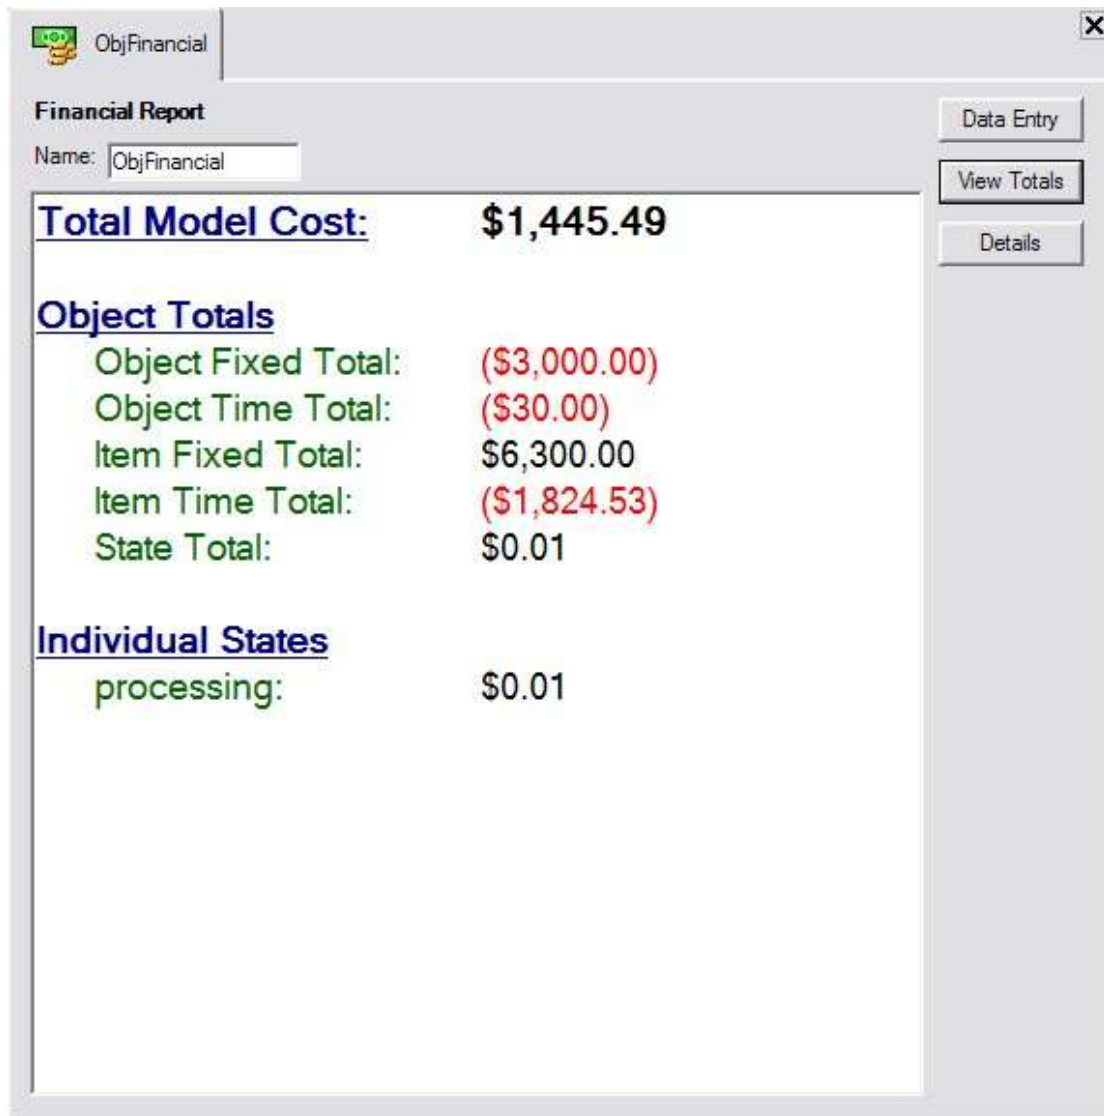 ObjFinancial
Financial Report
Name: ObjFinancial
Data Entry
View Totals
Details
Total Model Cost: $1,445.49
Object Totals
Object Fixed Total: ($3,000.00)
Object Time Total: ($30.00)
Item Fixed Total: $6,300.00
Item Time Total: ($1,824.53)
State Total: $0.01
Individual States
processing: $0.01